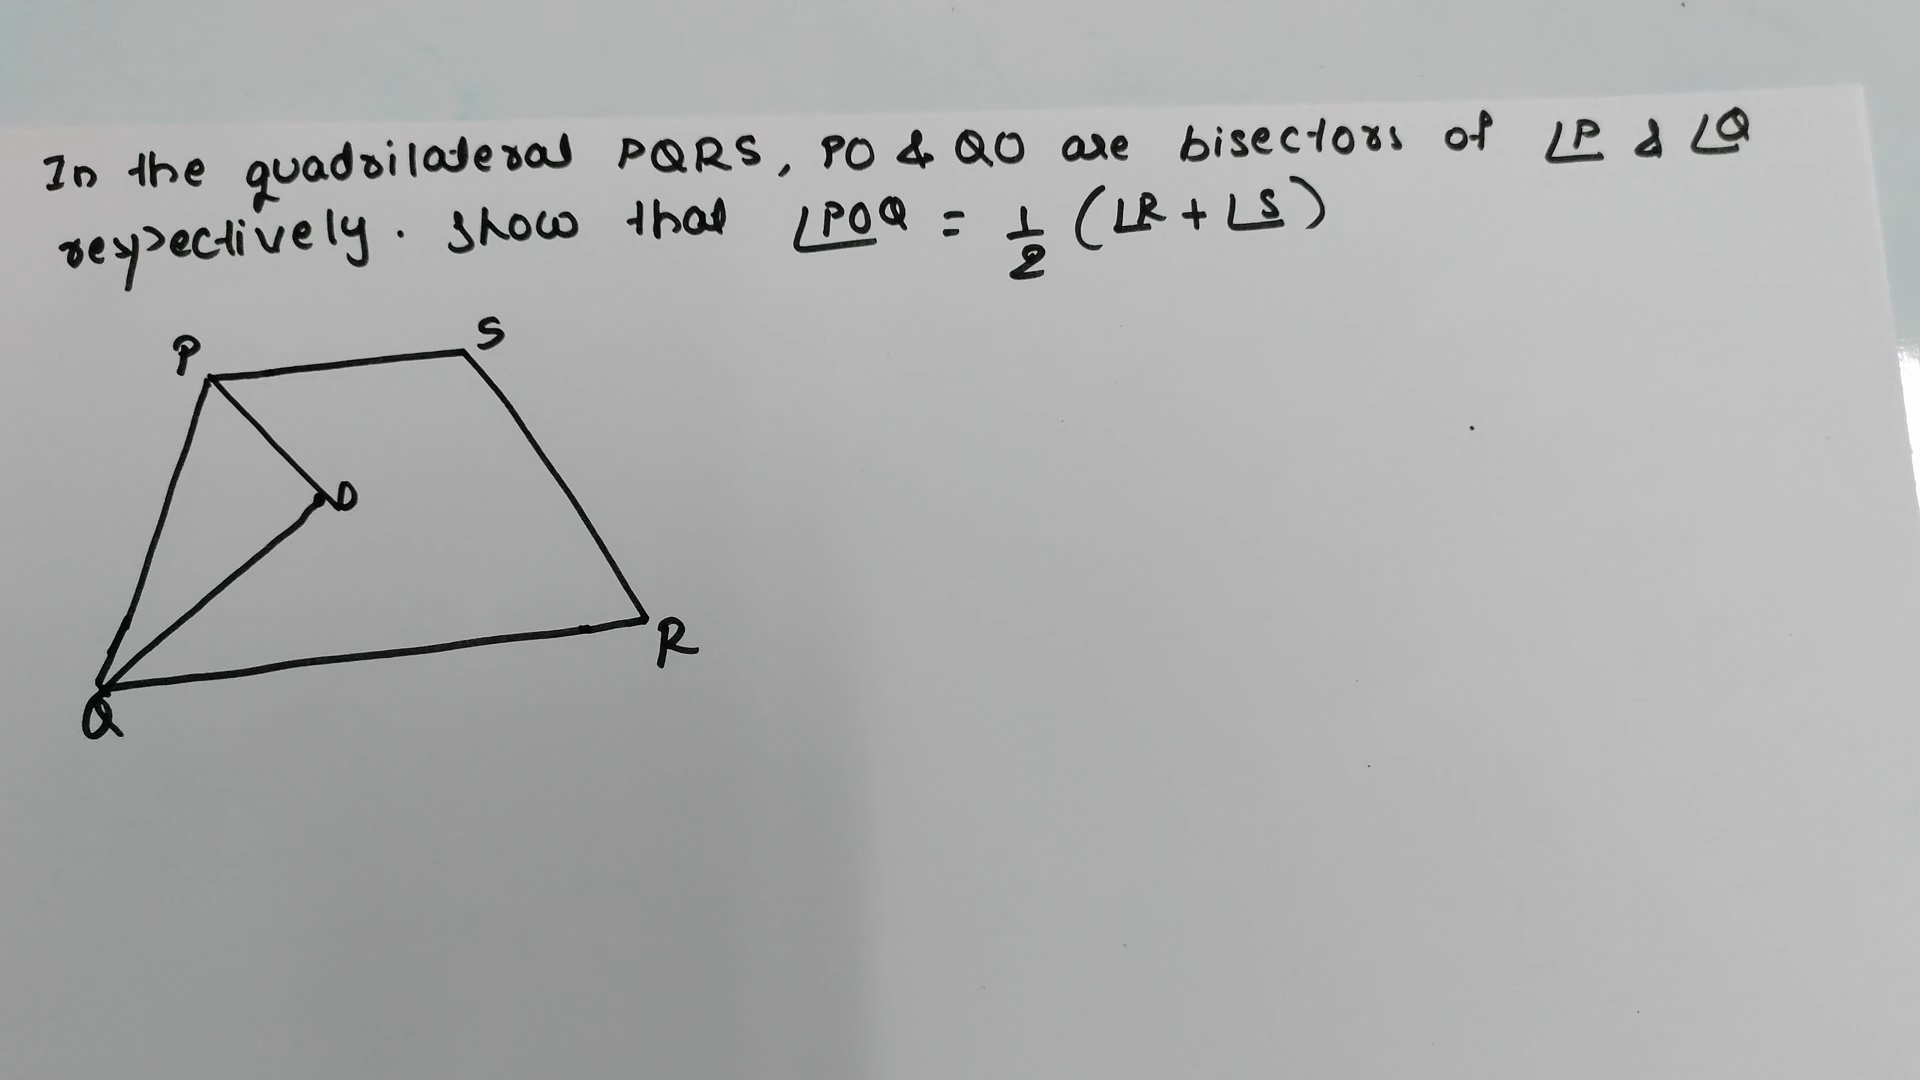 In the quadrilateral PQRS, PO & QO are bisectors of ∠P & ∠Q
respectively. Show that ∠POQ = 1/2 (∠R + ∠S)
P
S
O
R
Q